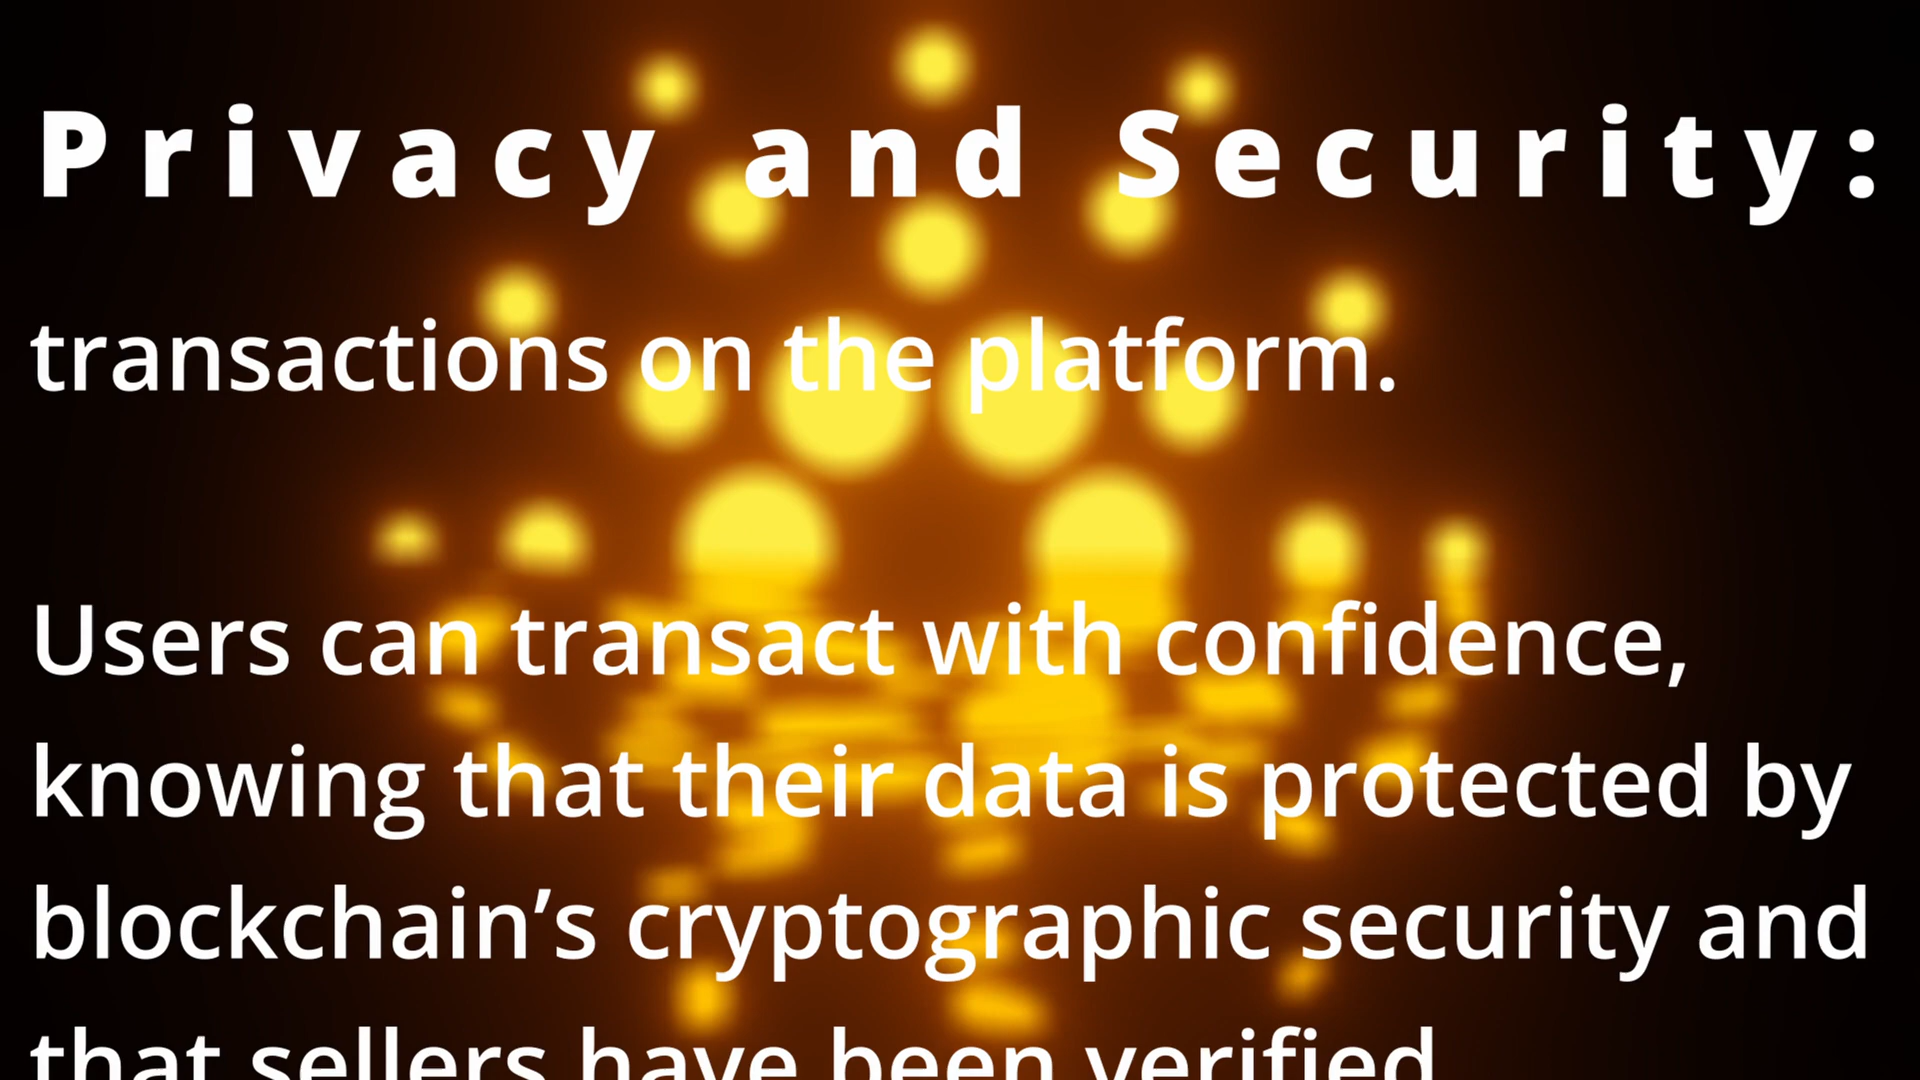 Privacy and Security:
transactions on the platform.
Users can transact with confidence,
knowing that their data is protected by
blockchain’s cryptographic security and
that sellers have been verified